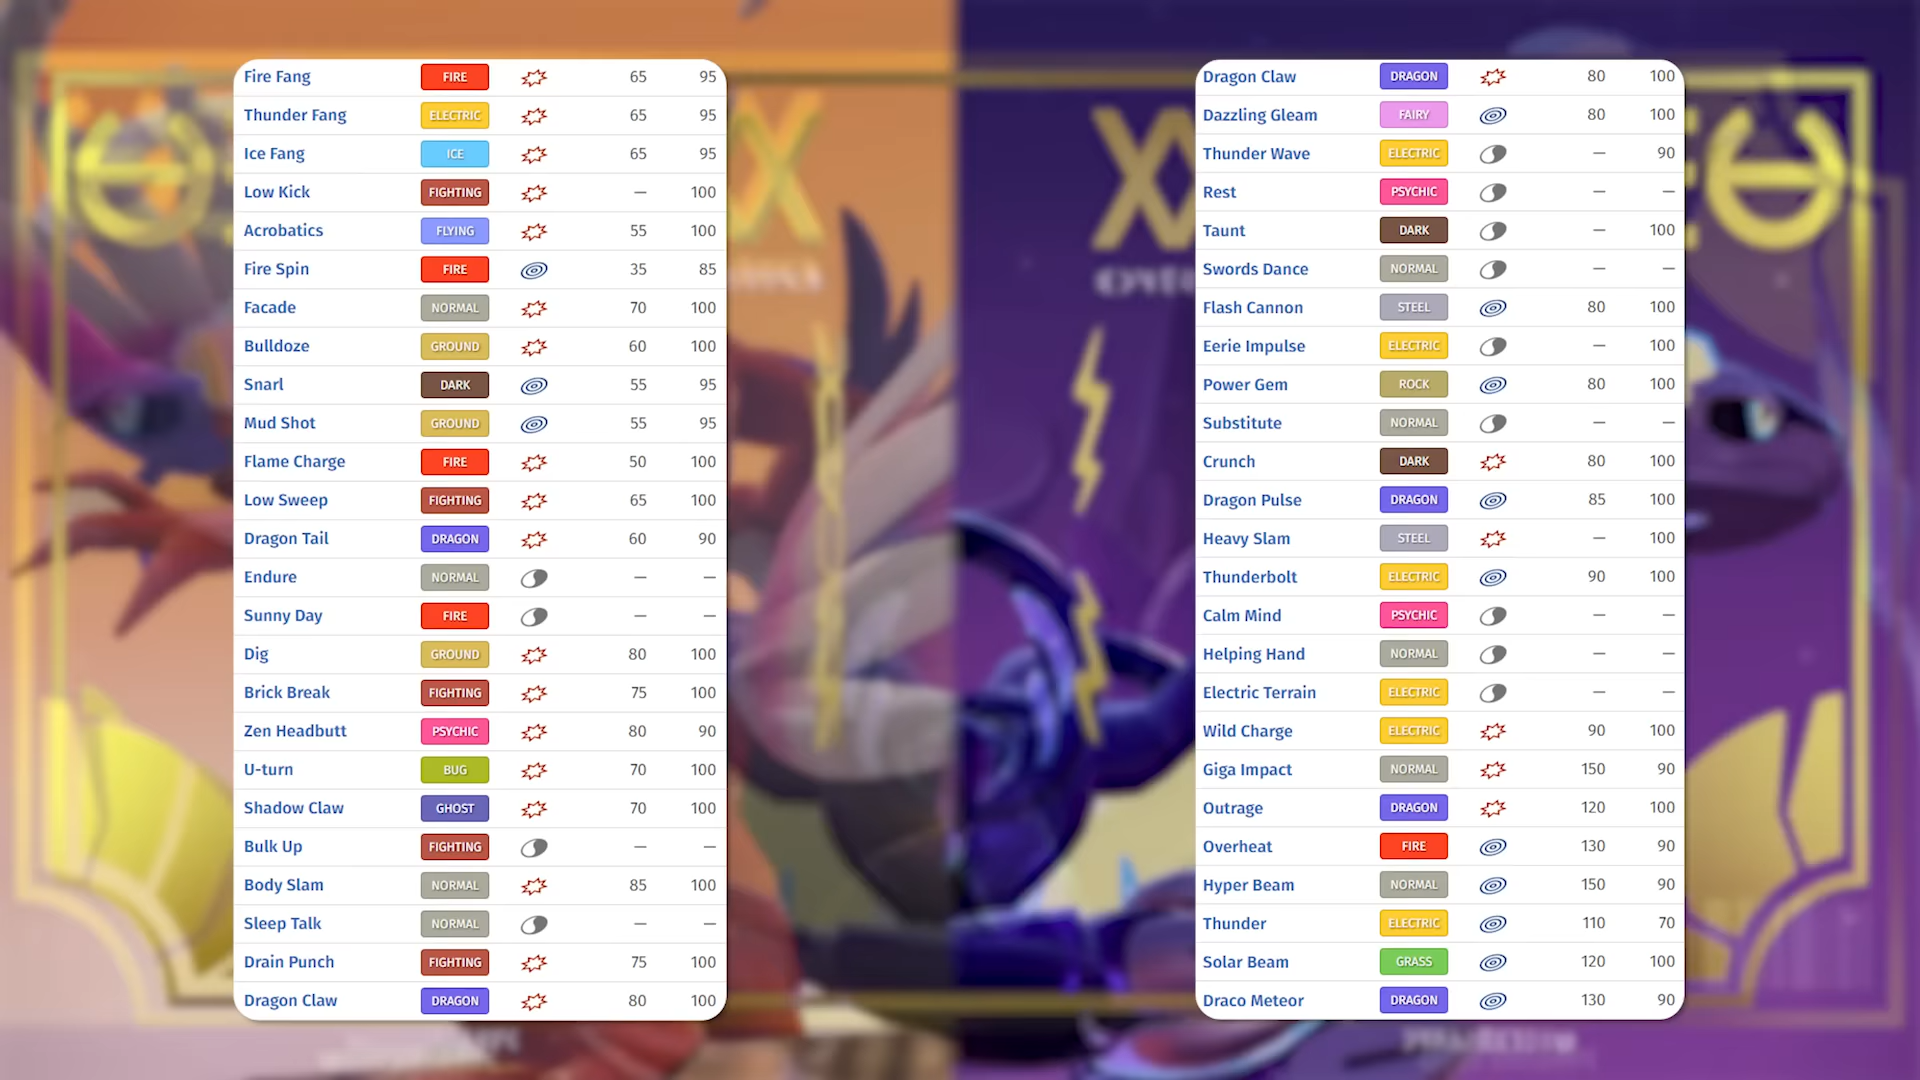 Fire Fang FIRE 65 95
Thunder Fang ELECTRIC 65 95
Ice Fang ICE 65 95
Low Kick FIGHTING — 100
Acrobatics FLYING 55 100
Fire Spin FIRE 35 85
Facade NORMAL 70 100
Bulldoze GROUND 60 100
Snarl DARK 55 95
Mud Shot GROUND 55 95
Flame Charge FIRE 50 100
Low Sweep FIGHTING 65 100
Dragon Tail DRAGON 60 90
Endure NORMAL — —
Sunny Day FIRE — —
Dig GROUND 80 100
Brick Break FIGHTING 75 100
Zen Headbutt PSYCHIC 80 90
U-turn BUG 70 100
Shadow Claw GHOST 70 100
Bulk Up FIGHTING — —
Body Slam NORMAL 85 100
Sleep Talk NORMAL — —
Drain Punch FIGHTING 75 100
Dragon Claw DRAGON 80 100
Dragon Claw DRAGON 80 100
Dazzling Gleam FAIRY 80 100
Thunder Wave ELECTRIC — 90
Rest PSYCHIC — —
Taunt DARK — 100
Swords Dance NORMAL — —
Flash Cannon STEEL 80 100
Eerie Impulse ELECTRIC — 100
Power Gem ROCK 80 100
Substitute NORMAL — —
Crunch DARK 80 100
Dragon Pulse DRAGON 85 100
Heavy Slam STEEL — 100
Thunderbolt ELECTRIC 90 100
Calm Mind PSYCHIC — —
Helping Hand NORMAL — —
Electric Terrain ELECTRIC — —
Wild Charge ELECTRIC 90 100
Giga Impact NORMAL 150 90
Outrage DRAGON 120 100
Overheat FIRE 130 90
Hyper Beam NORMAL 150 90
Thunder ELECTRIC 110 70
Solar Beam GRASS 120 100
Draco Meteor DRAGON 130 90